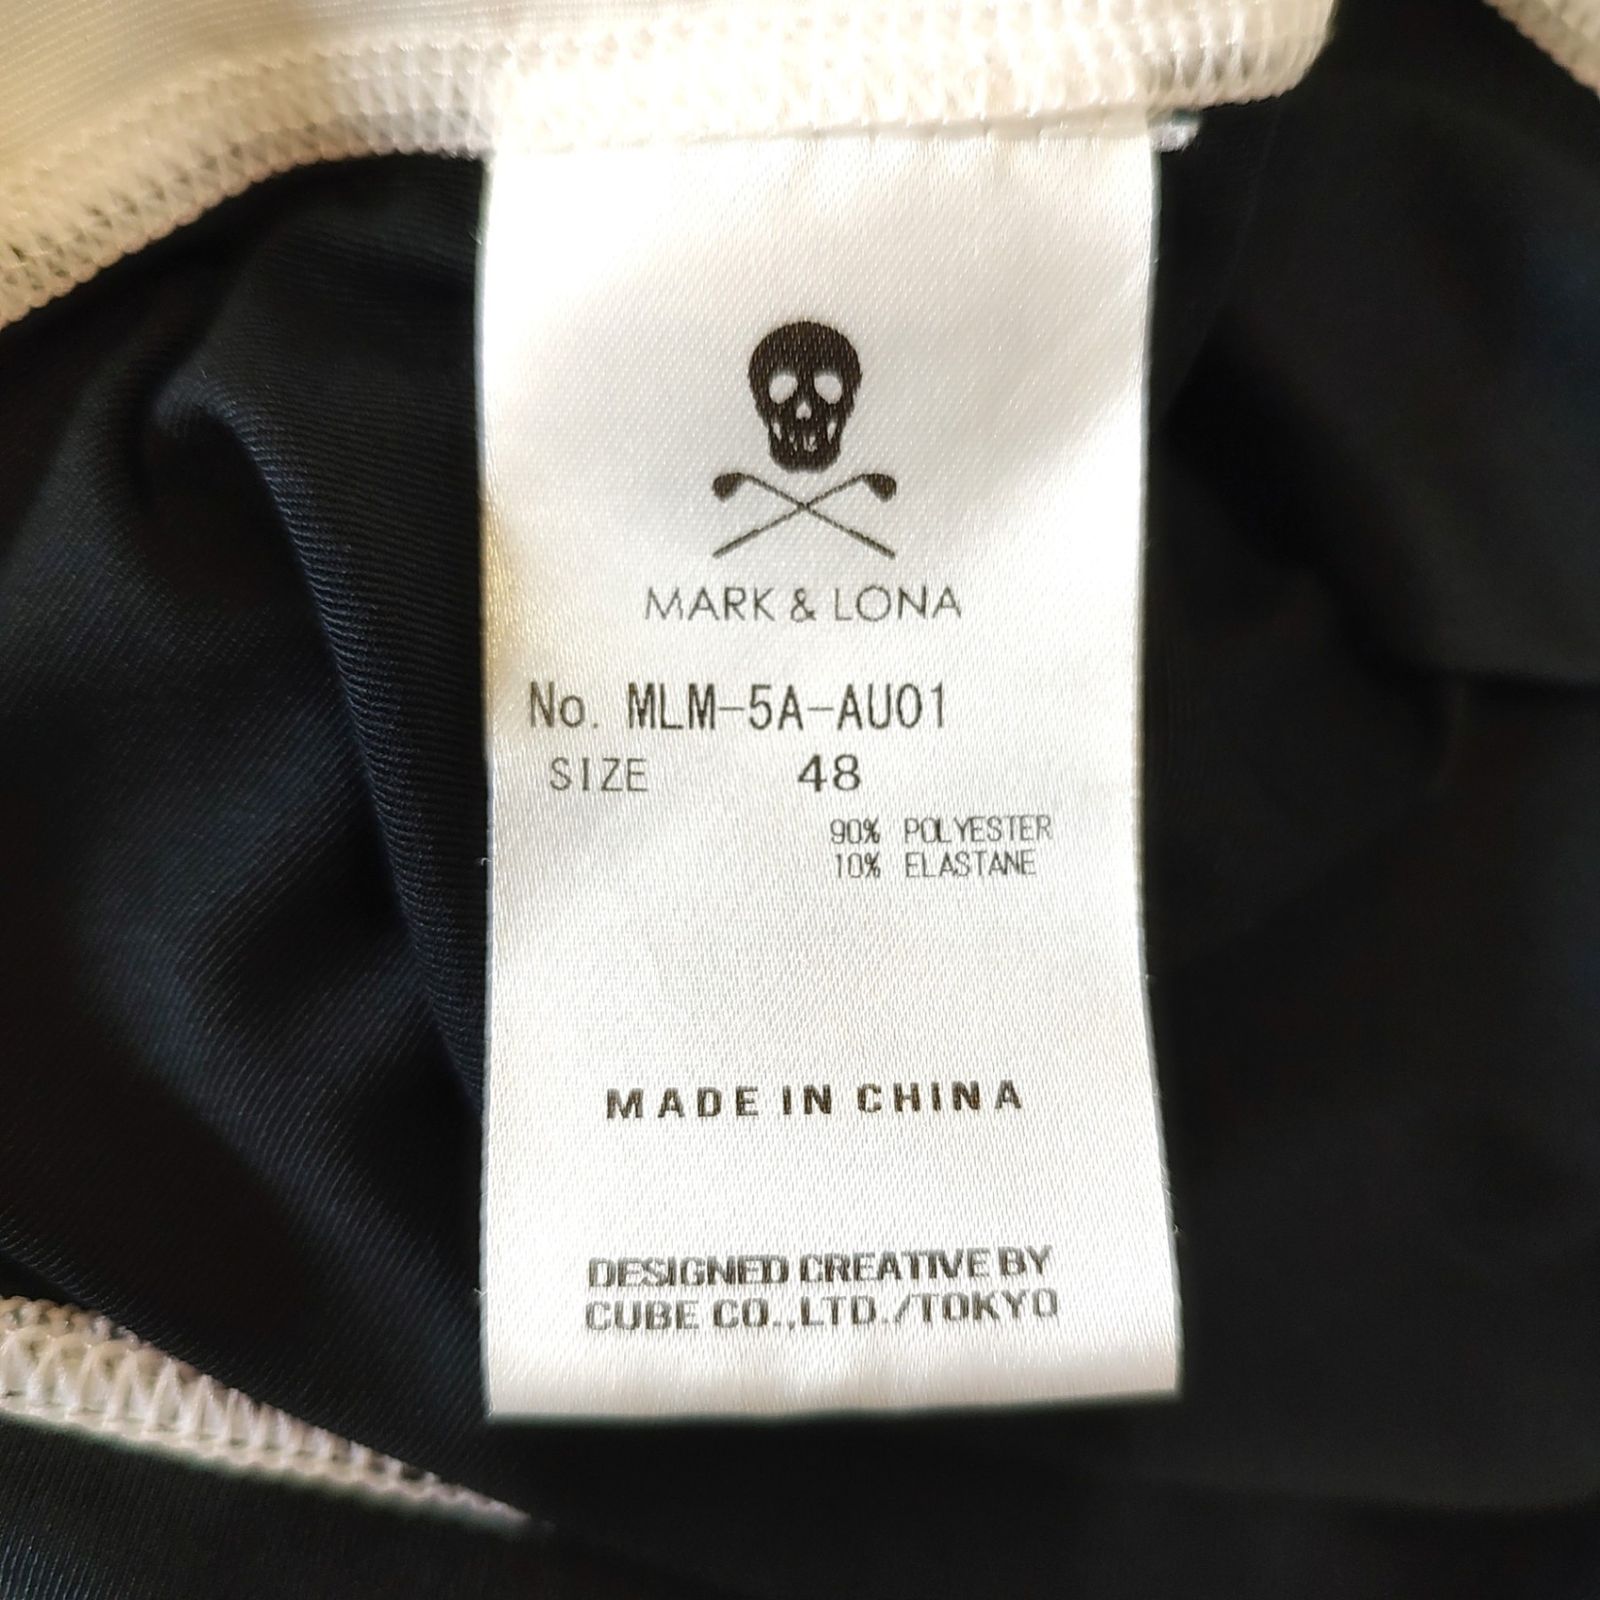 MARK & LONA
No. MLM-5A-AU01
SIZE 48
90% POLYESTER
10% ELASTANE
MADE IN CHINA
DESIGNED CREATIVE BY
CUBE CO.,LTD./TOKYO